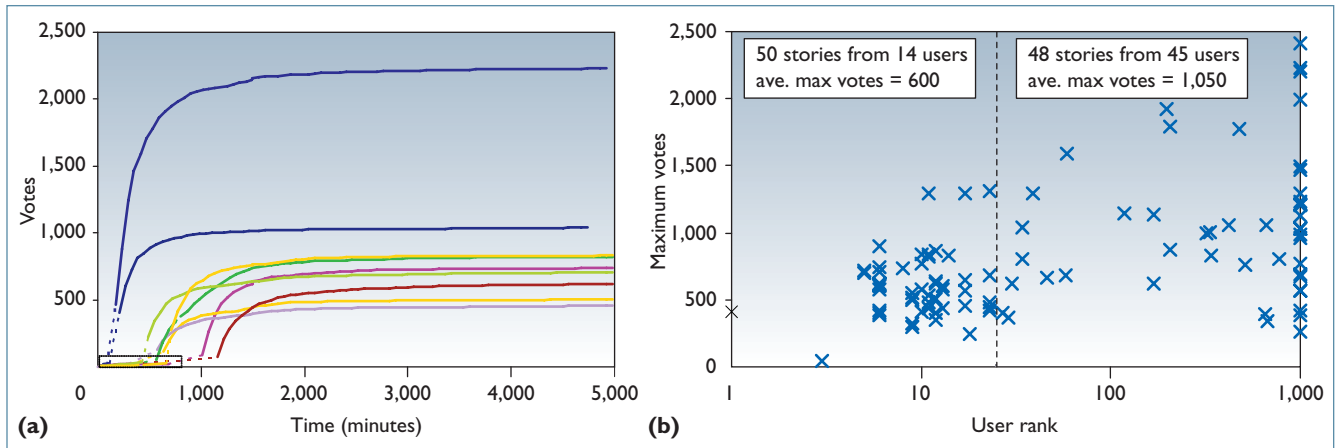 2,500
2,000
1,500
1,000
500
0
1,000
2,000
3,000
4,000
5,000
Votes
Time (minutes)
(a)
2,500
2,000
1,500
1,000
500
0
1
10
100
1,000
Maximum votes
User rank
50 stories from 14 users
ave. max votes = 600
48 stories from 45 users
ave. max votes = 1,050
(b)